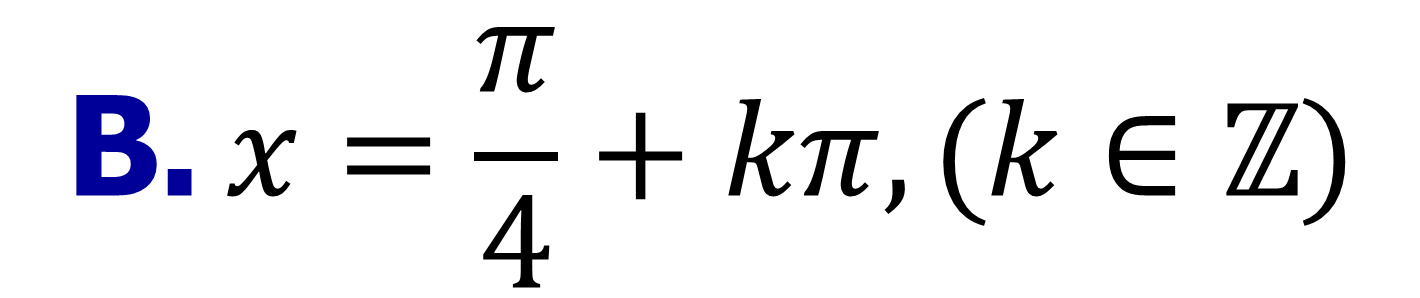 B. x = π/4 + kπ, (k ∈ ℤ)